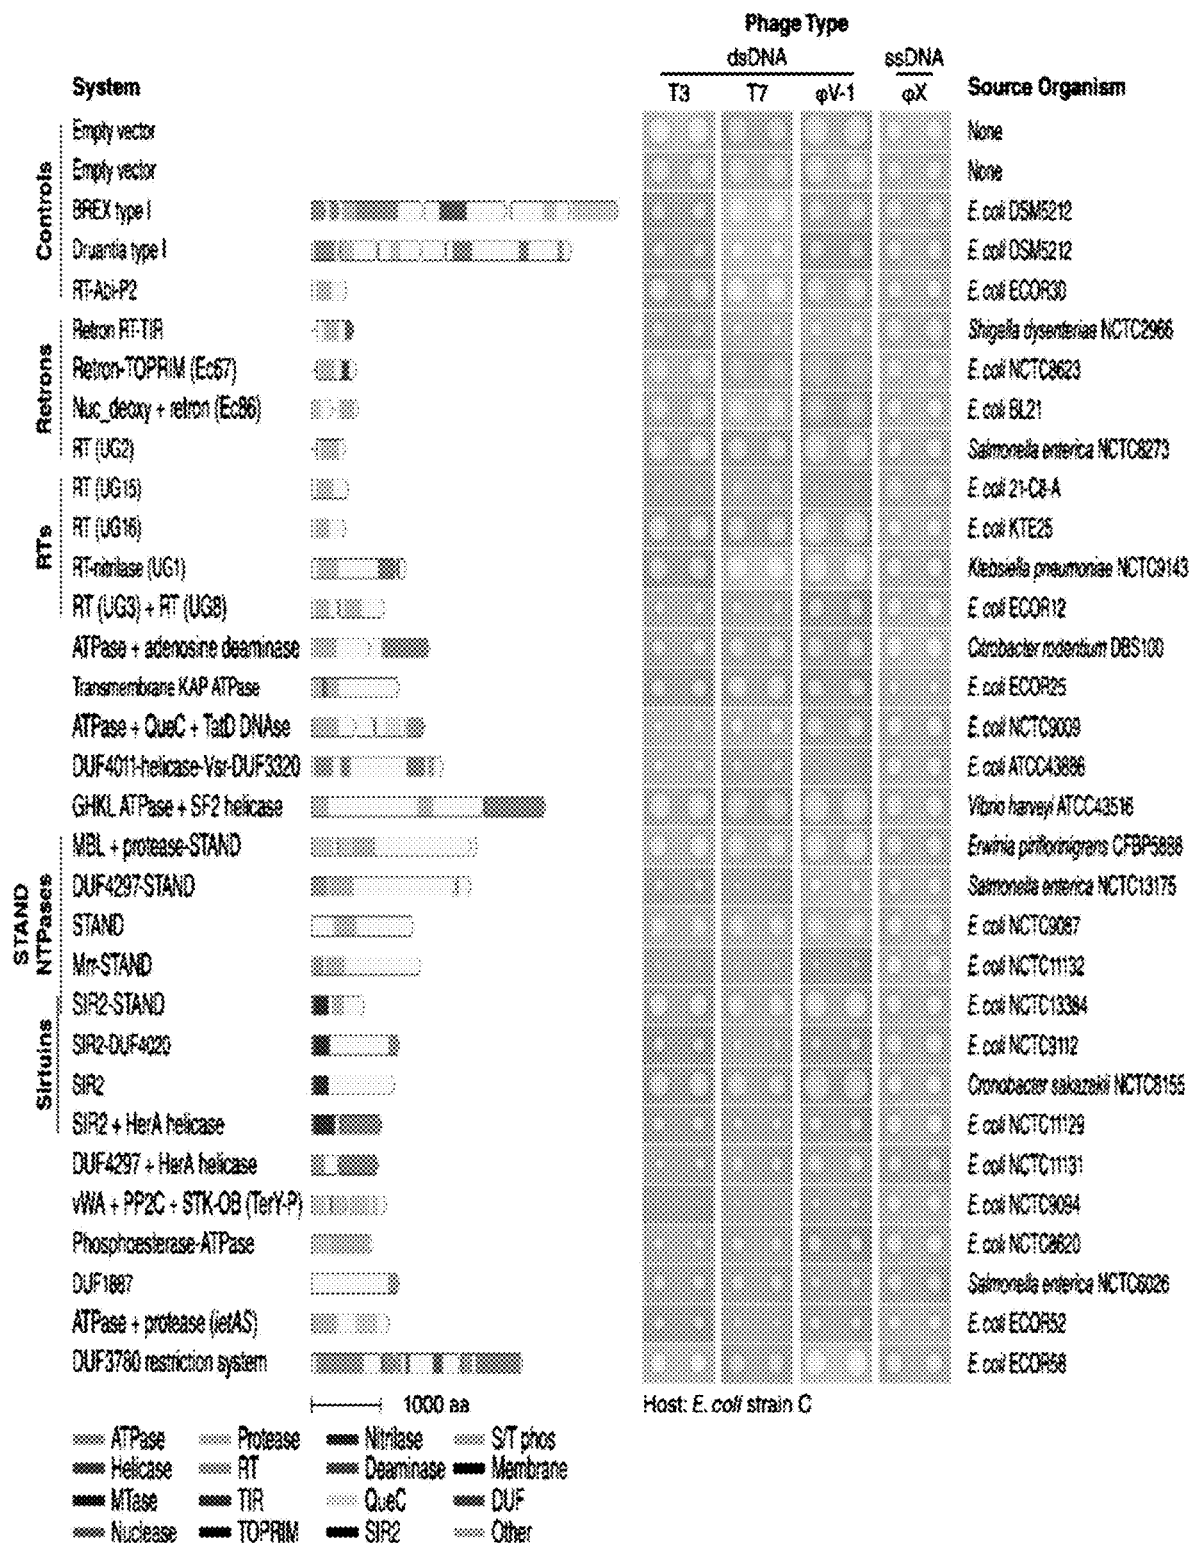 Phage Type
dsDNA ssDNA
System T3 T7 φV-1 φX Source Organism
Controls
Empty vector None
Empty vector None
BREX type I E. coli DSM5212
Druantia type I E. coli DSM5212
RT-Abi-P2 E. coli ECOR30
Retrons
Retron RT-TIR Shigella dysenteriae NCTC2966
Retron-TOPRIM (Ec67) E. coli NCTC8623
Nuc_deoxy + retron (Ec86) E. coli BL21
RT (UG2) Salmonella enterica NCTC8273
RTs
RT (UG15) E. coli 21-C8-A
RT (UG16) E. coli KTE25
RT-nitrilase (UG1) Klebsiella pneumoniae NCTC9143
RT (UG3) + RT (UG8) E. coli ECOR12
ATPase + adenosine deaminase Citrobacter rodentium DBS100
Transmembrane KAP ATPase E. coli ECOR25
ATPase + QueC + TatD DNAse E. coli NCTC9009
DUF4011-helicase-Vsr-DUF3320 E. coli ATCC43886
GHKL ATPase + SF2 helicase Vibrio harveyi ATCC43516
STAND
NTPases
MBL + protease-STAND Erwinia piriflorinigrans CFBP5888
DUF4297-STAND Salmonella enterica NCTC13175
STAND E. coli NCTC9087
Mrr-STAND E. coli NCTC11132
Sirtuins
SIR2-STAND E. coli NCTC13384
SIR2-DUF4020 E. coli NCTC9112
SIR2 Cronobacter sakazakii NCTC8155
SIR2 + HerA helicase E. coli NCTC11129
DUF4297 + HerA helicase E. coli NCTC11131
vWA + PP2C + STK-OB (TerY-P) E. coli NCTC9094
Phosphoesterase-ATPase E. coli NCTC8620
DUF1887 Salmonella enterica NCTC6026
ATPase + protease (ietAS) E. coli ECOR52
DUF3780 restriction system E. coli ECOR58
1000 aa Host: E. coli strain C
ATPase Protease Nitrilase S/T phos
Helicase RT Deaminase Membrane
MTase TIR QueC DUF
Nuclease TOPRIM SIR2 Other